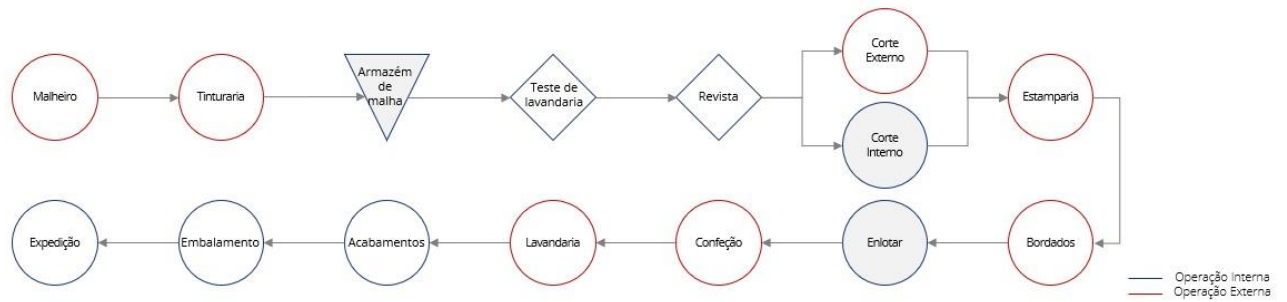 Malheiro
Tinturaria
Armazém
de
malha
Teste de
lavandaria
Revista
Corte
Externo
Corte
Interno
Estamparia
Expedição
Embalamento
Acabamentos
Lavandaria
Confeção
Enlotar
Bordados
Operação Interna
Operação Externa